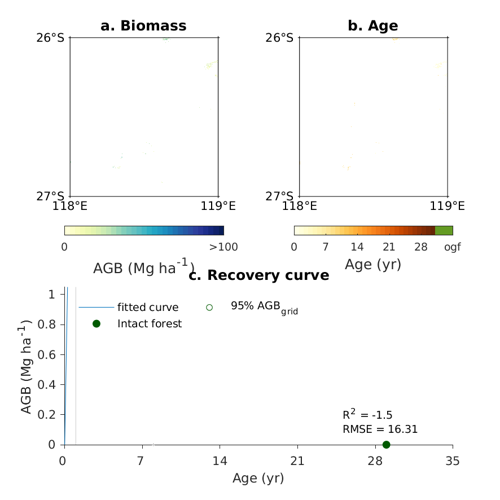 a. Biomass
b. Age
26°S
26°S
27°S
27°S
118°E
119°E
118°E
119°E
0
>100
0
7
14
21
28
ogf
AGB (Mg ha-1)
Age (yr)
c. Recovery curve
fitted curve
95% AGBgrid
Intact forest
1
0.8
0.6
0.4
0.2
0
AGB (Mg ha-1)
R2 = -1.5
RMSE = 16.31
0
7
14
21
28
35
Age (yr)